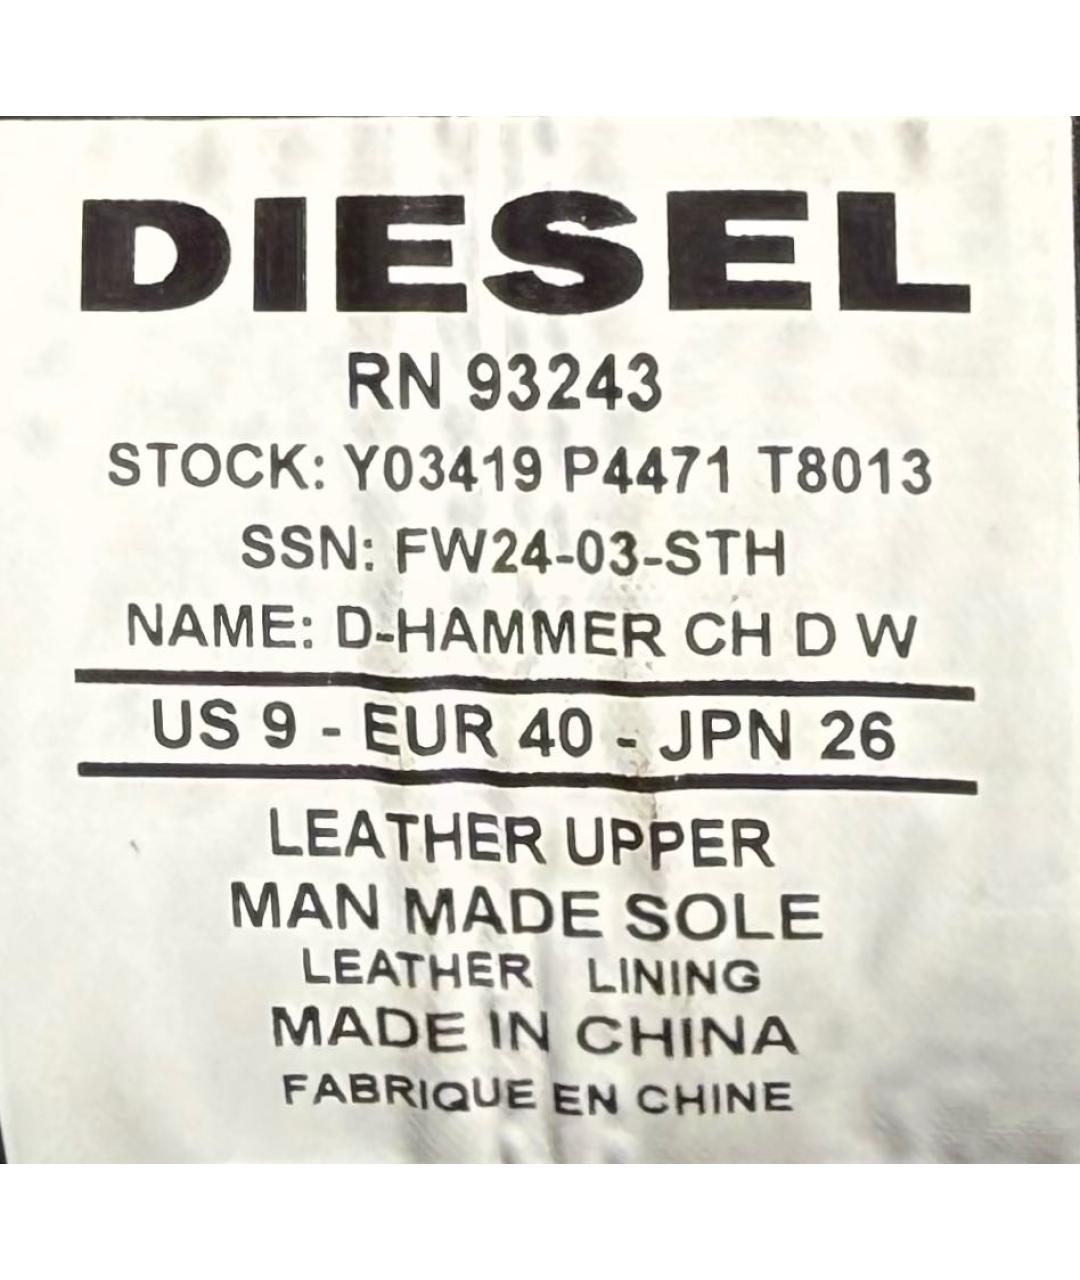 DIESEL
RN 93243
STOCK: Y03419 P4471 T8013
SSN: FW24-03-STH
NAME: D-HAMMER CH D W
US 9 - EUR 40 - JPN 26
LEATHER UPPER
MAN MADE SOLE
LEATHER LINING
MADE IN CHINA
FABRIQUE EN CHINE